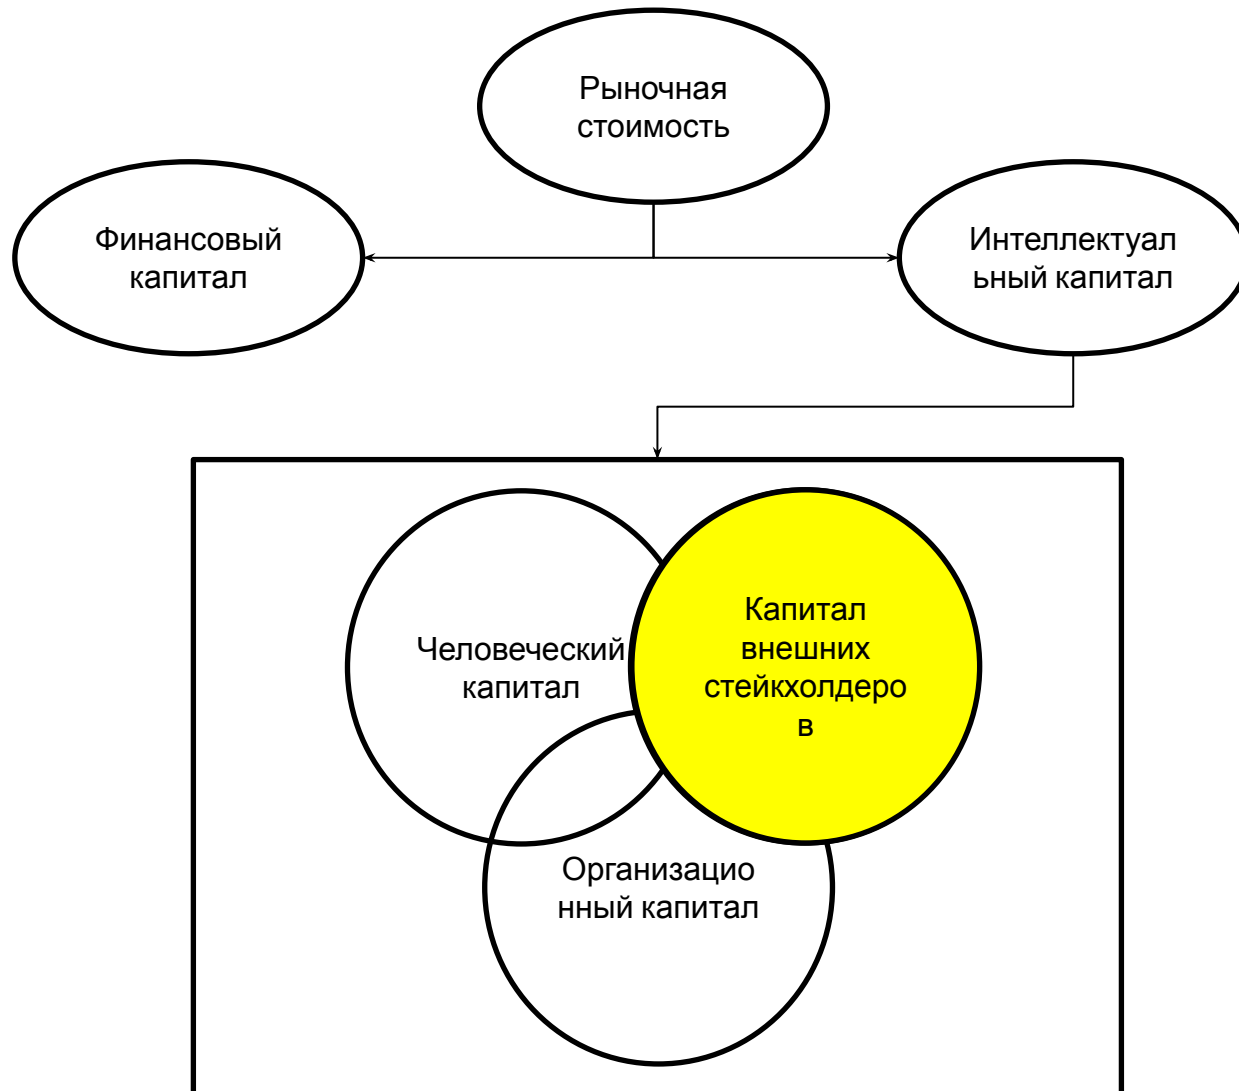 Рыночная
стоимость
Финансовый
капитал
Интеллектуал
ьный капитал
Человеческий
капитал
Капитал
внешних
стейкхолдеро
в
Организацио
нный капитал